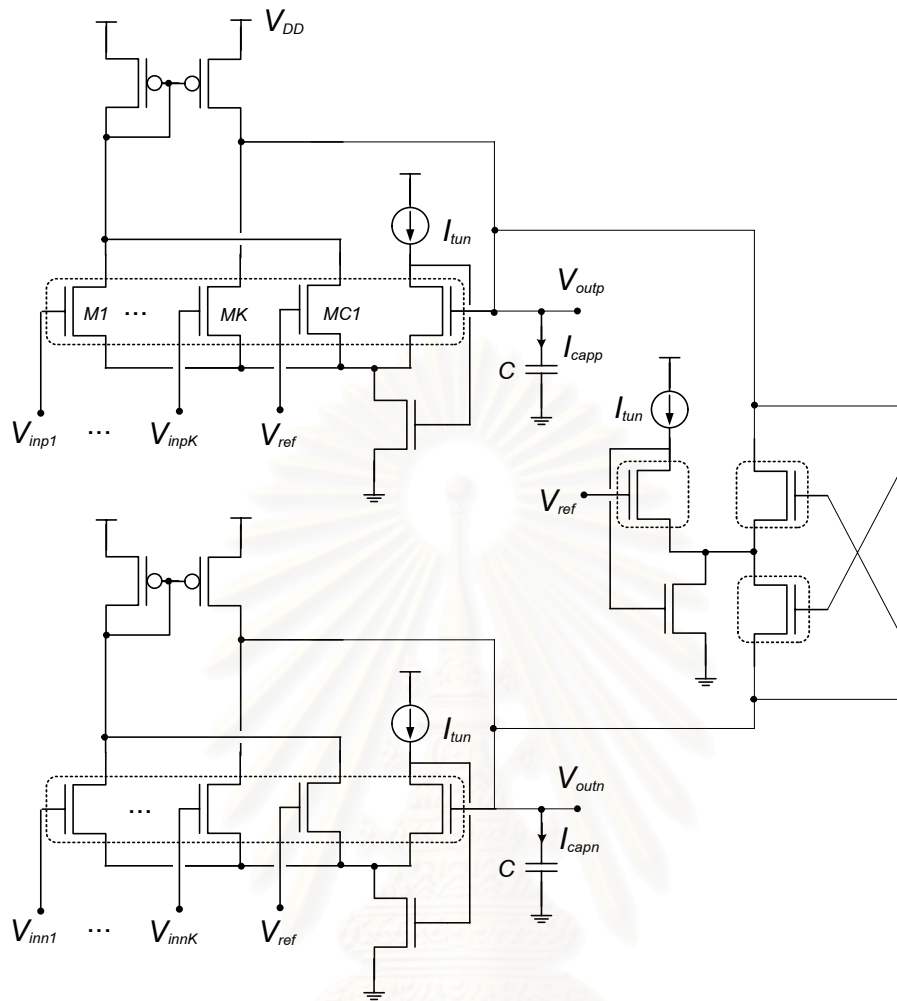 V_DD
I_tun
M1 ... MK MC1
V_outp
I_capp
C
I_tun
V_inp1 ... V_inpK V_ref
V_ref
I_tun
...
V_outn
I_capn
C
V_inn1 ... V_innK V_ref